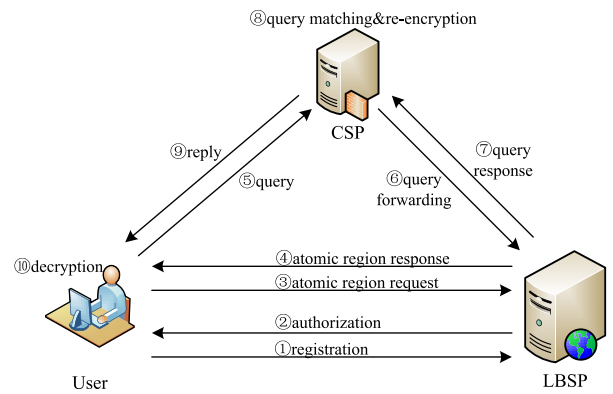 ⑧query matching&re-encryption
CSP
⑨reply
⑤query
⑦query
response
⑥query
forwarding
④atomic region response
⑩decryption
③atomic region request
②authorization
①registration
User
LBSP